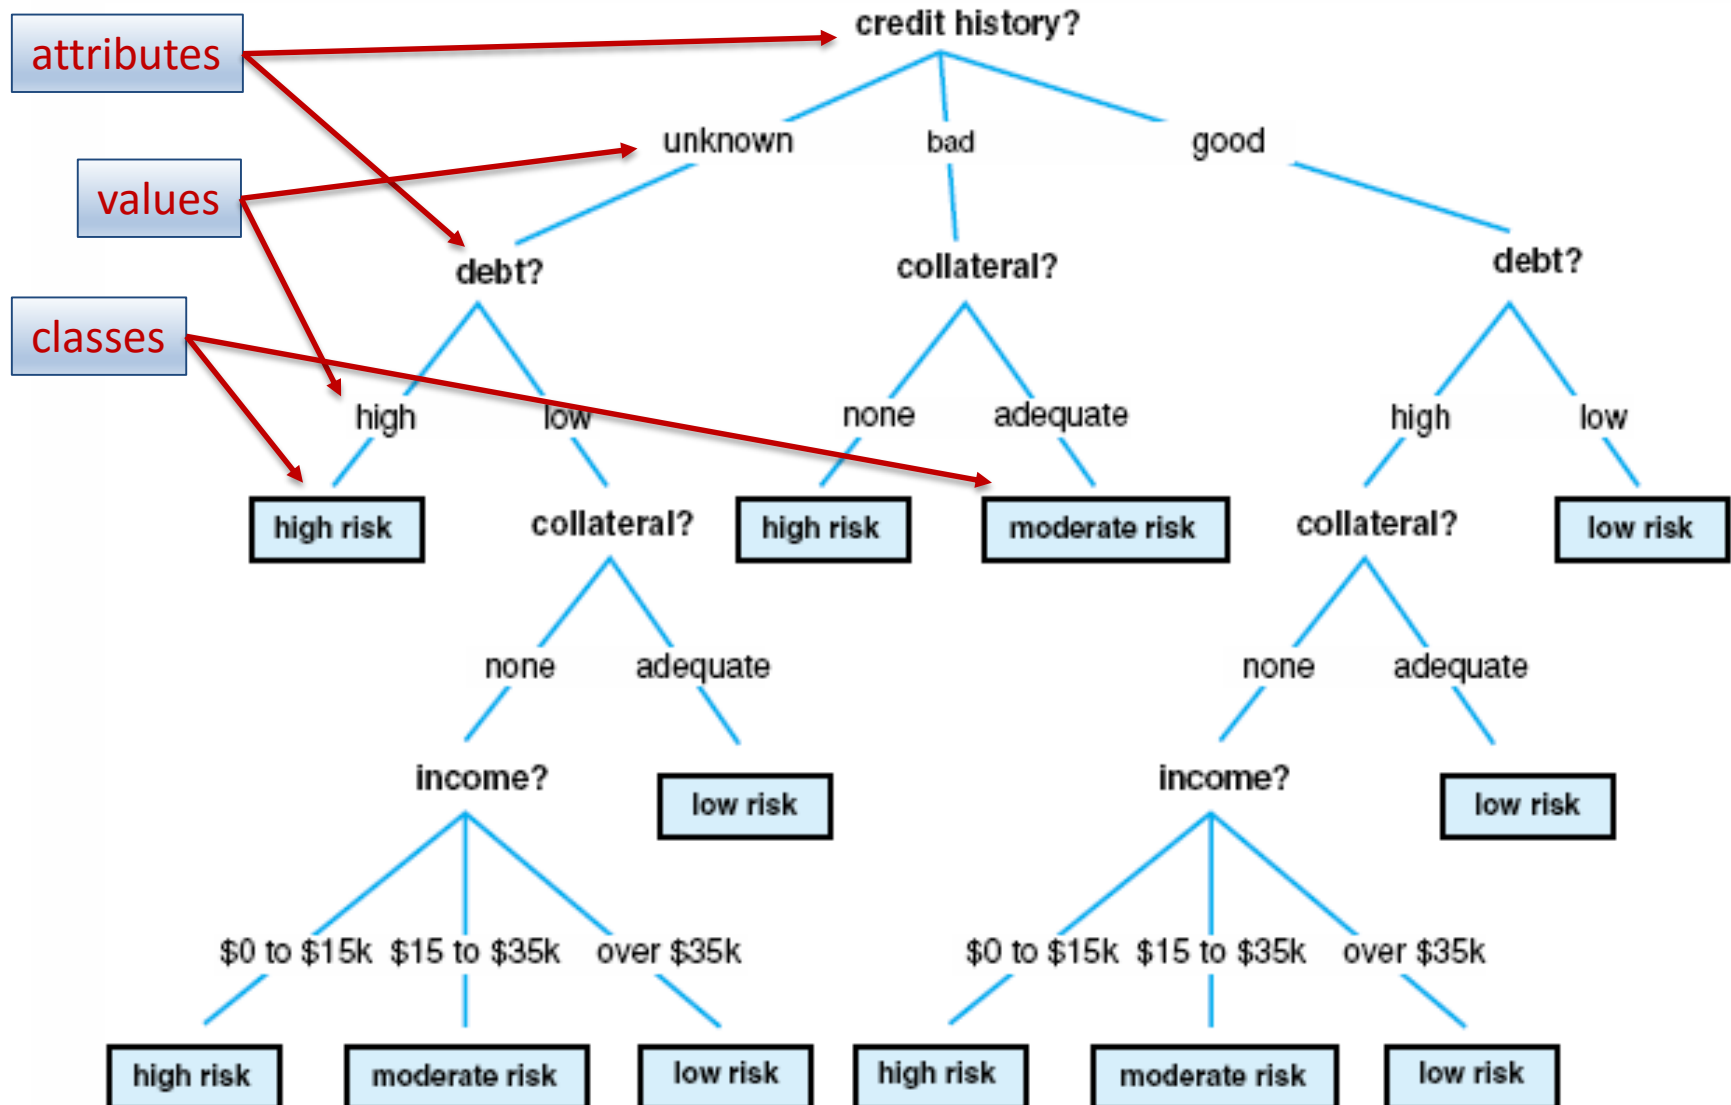 credit history?
attributes
unknown bad good
values
debt? collateral? debt?
classes
high low none adequate high low
high risk collateral? high risk moderate risk collateral? low risk
none adequate none adequate
income? low risk income? low risk
$0 to $15k $15 to $35k over $35k $0 to $15k $15 to $35k over $35k
high risk moderate risk low risk high risk moderate risk low risk